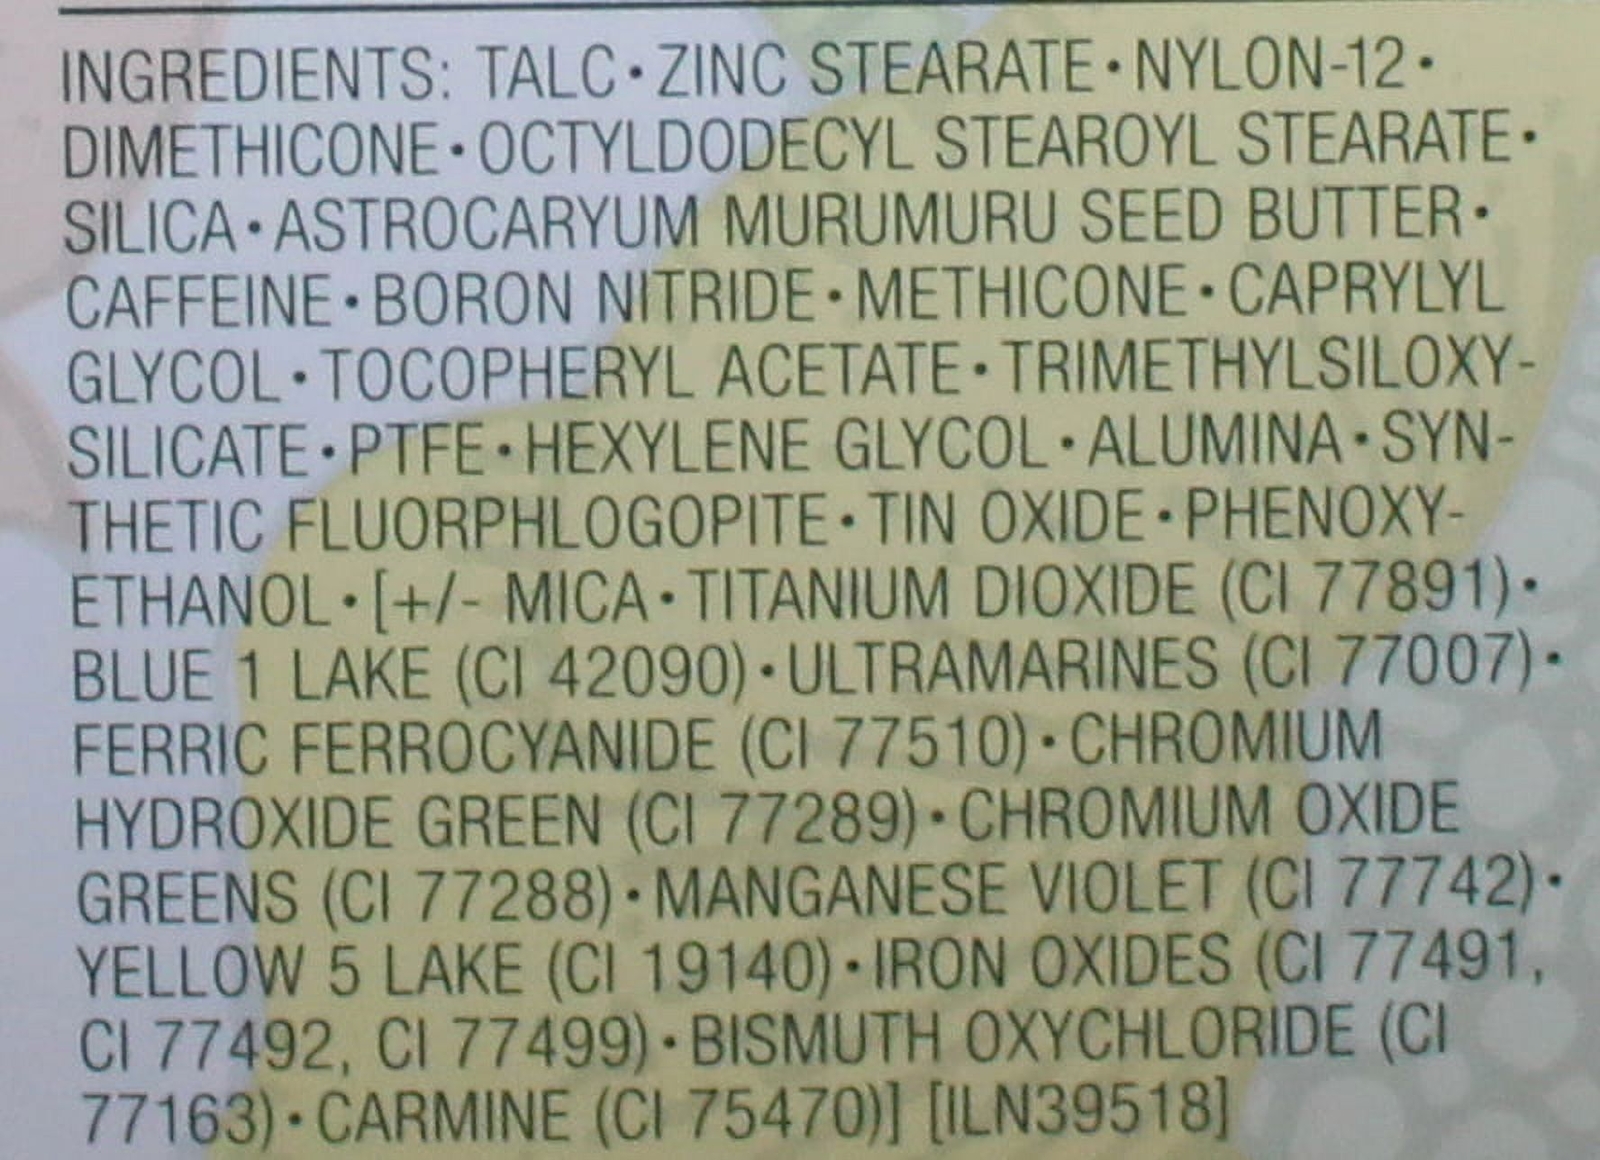 INGREDIENTS: TALC • ZINC STEARATE • NYLON-12 •
DIMETHICONE • OCTYLDODECYL STEAROYL STEARATE •
SILICA • ASTROCARYUM MURUMURU SEED BUTTER •
CAFFEINE • BORON NITRIDE • METHICONE • CAPRYLYL
GLYCOL • TOCOPHERYL ACETATE • TRIMETHYLSILOXY-
SILICATE • PTFE • HEXYLENE GLYCOL • ALUMINA • SYN-
THETIC FLUORPHLOGOPITE • TIN OXIDE • PHENOXY-
ETHANOL • [+/- MICA • TITANIUM DIOXIDE (CI 77891) •
BLUE 1 LAKE (CI 42090) • ULTRAMARINES (CI 77007) •
FERRIC FERROCYANIDE (CI 77510) • CHROMIUM
HYDROXIDE GREEN (CI 77289) • CHROMIUM OXIDE
GREENS (CI 77288) • MANGANESE VIOLET (CI 77742) •
YELLOW 5 LAKE (CI 19140) • IRON OXIDES (CI 77491,
CI 77492, CI 77499) • BISMUTH OXYCHLORIDE (CI
77163) • CARMINE (CI 75470)] [ILN39518]